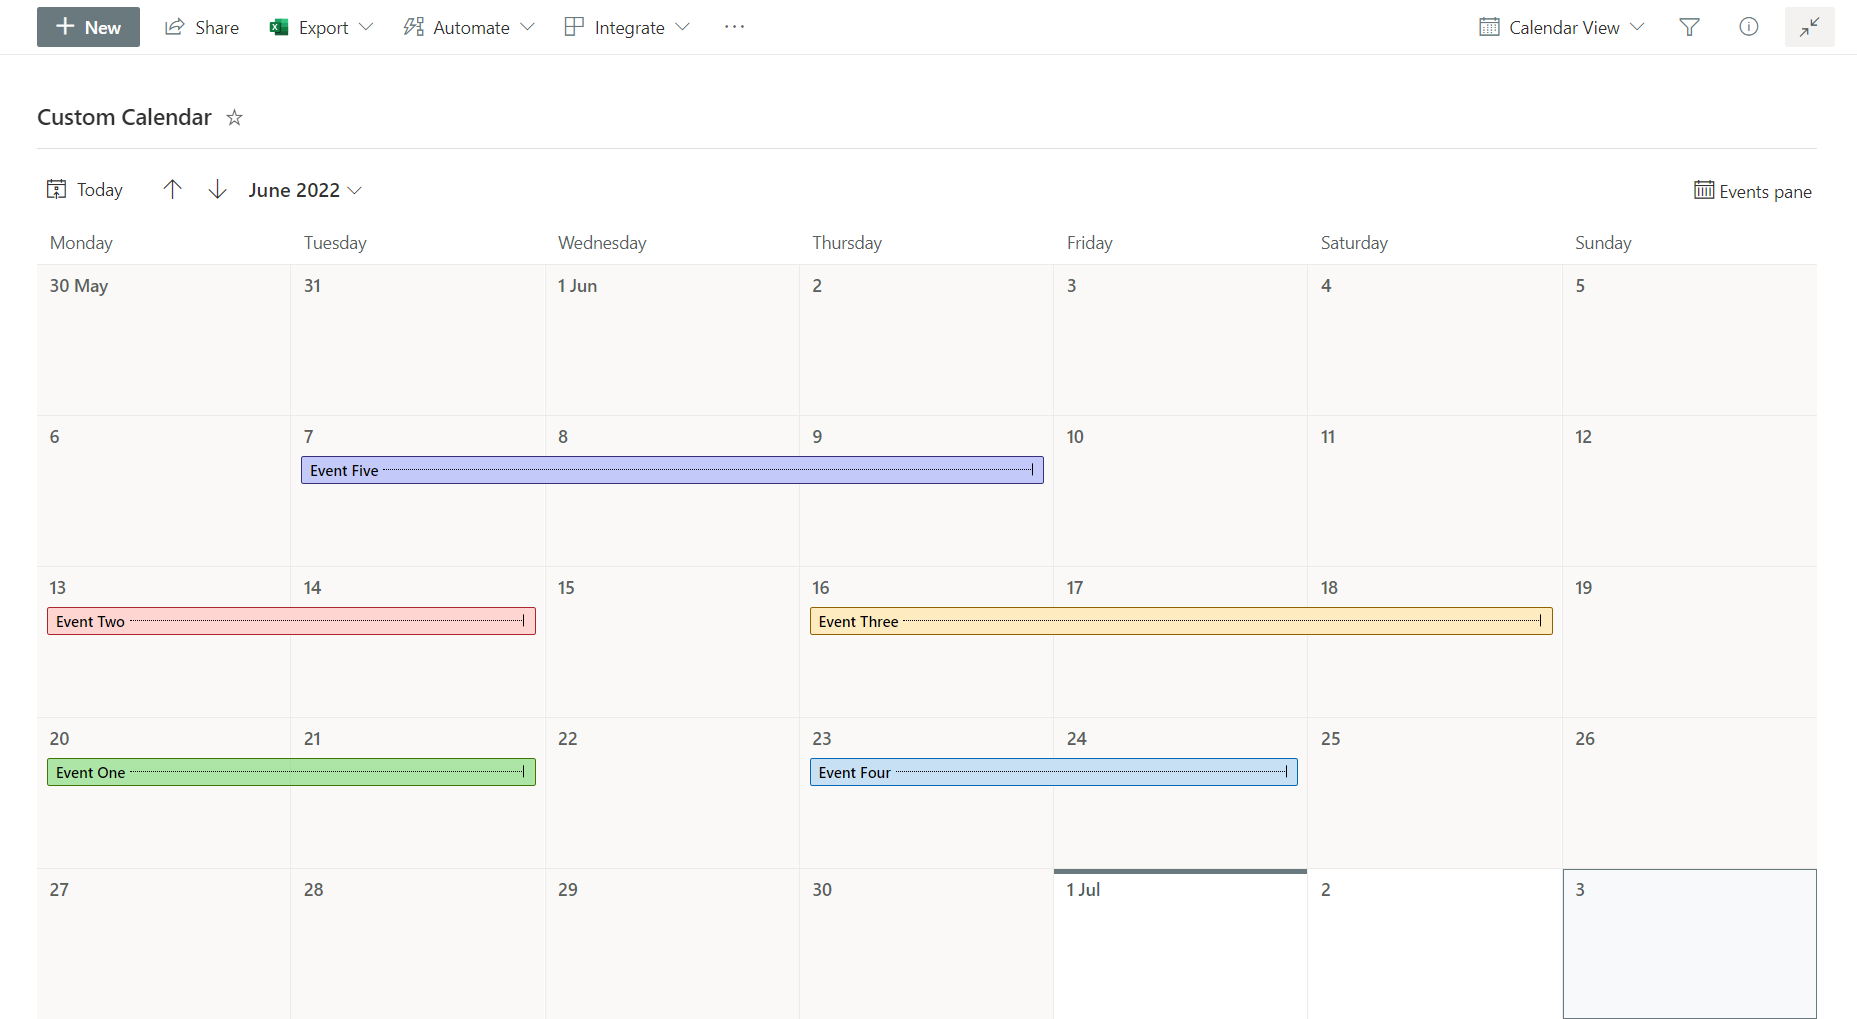 New Share Export Automate Integrate ... Calendar View
Custom Calendar
Today June 2022 Events pane
Monday Tuesday Wednesday Thursday Friday Saturday Sunday
30 May 31 1 Jun 2 3 4 5
6 7 8 9 10 11 12
Event Five
13 14 15 16 17 18 19
Event Two Event Three
20 21 22 23 24 25 26
Event One Event Four
27 28 29 30 1 Jul 2 3